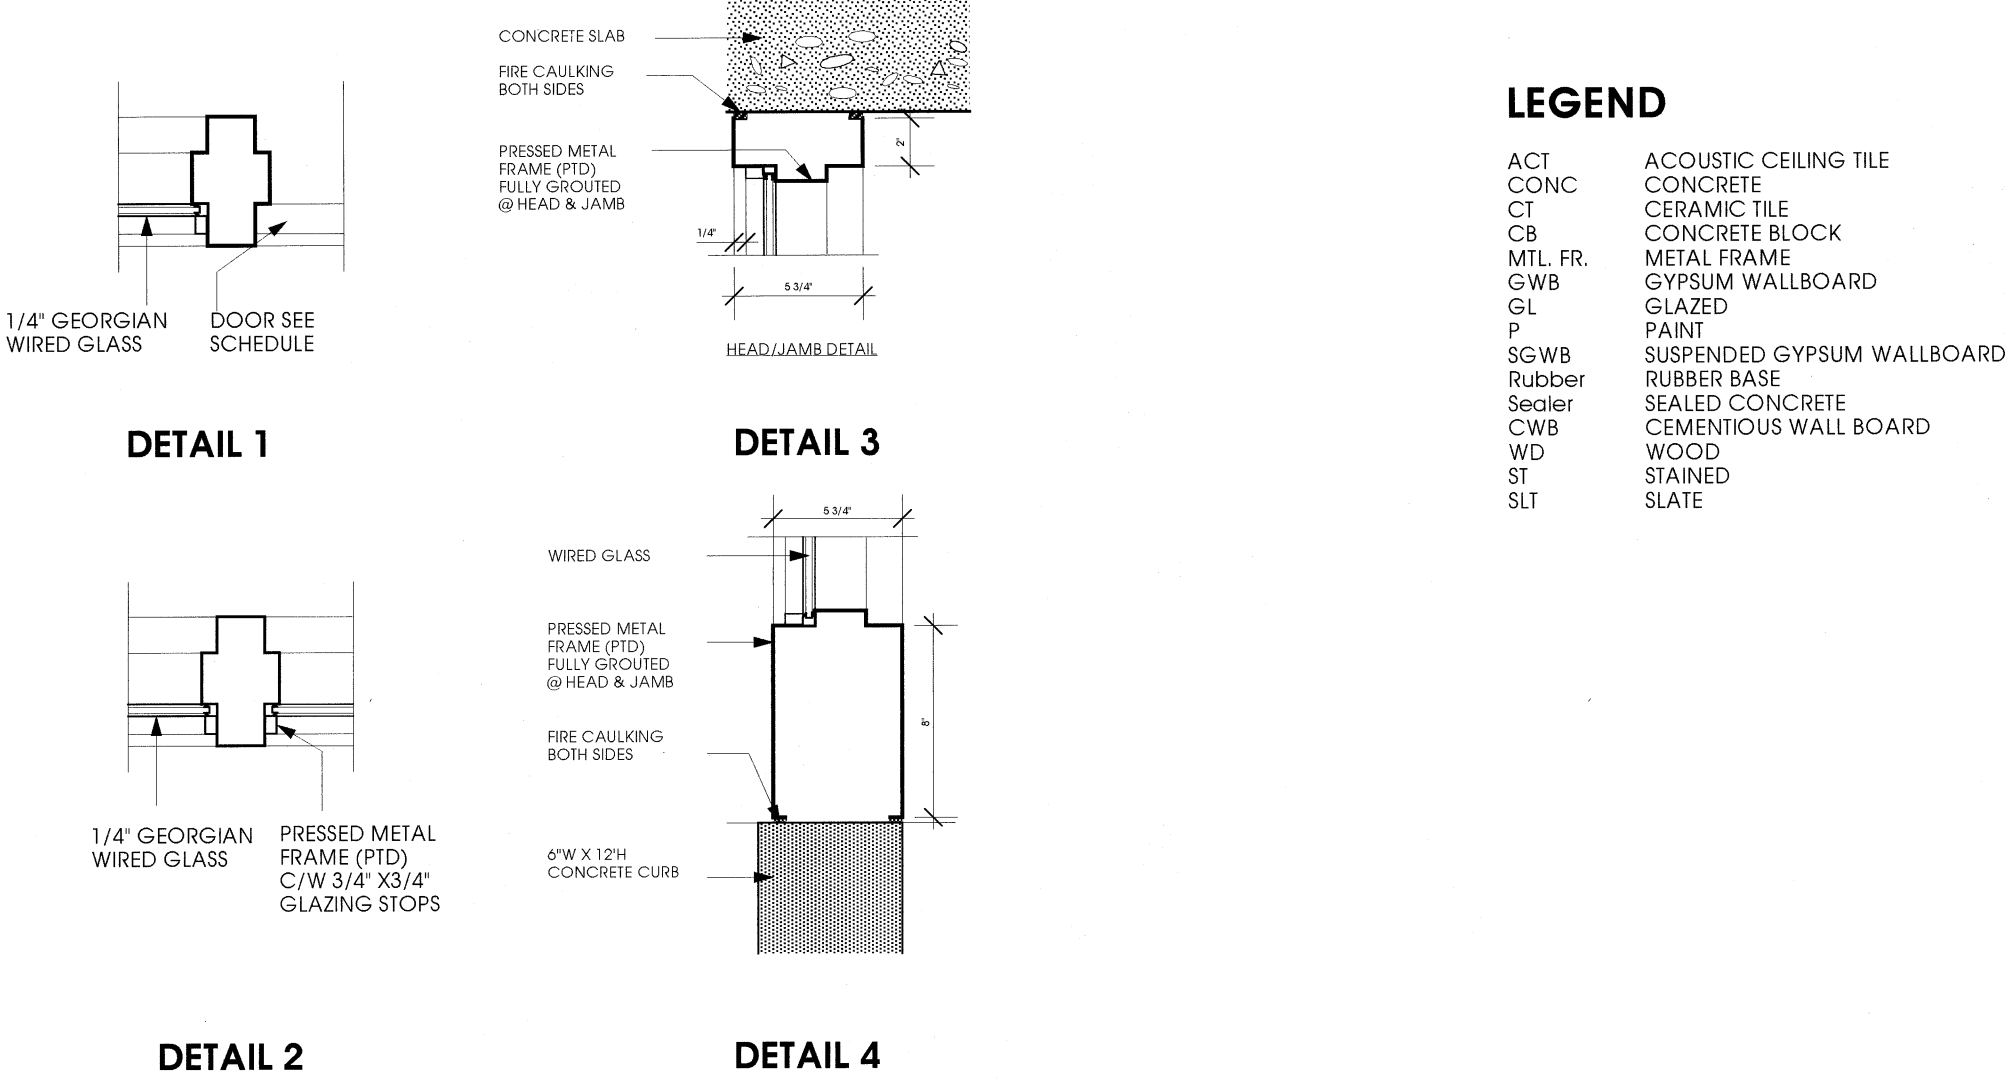 1/4" GEORGIAN
WIRED GLASS
DOOR SEE
SCHEDULE
DETAIL 1
CONCRETE SLAB
FIRE CAULKING
BOTH SIDES
PRESSED METAL
FRAME (PTD)
FULLY GROUTED
@ HEAD & JAMB
2"
1/4"
5 3/4"
HEAD/JAMB DETAIL
DETAIL 3
1/4" GEORGIAN
WIRED GLASS
PRESSED METAL
FRAME (PTD)
C/W 3/4" X3/4"
GLAZING STOPS
DETAIL 2
5 3/4"
WIRED GLASS
PRESSED METAL
FRAME (PTD)
FULLY GROUTED
@ HEAD & JAMB
8"
FIRE CAULKING
BOTH SIDES
6"W X 12'H
CONCRETE CURB
DETAIL 4
LEGEND
ACT ACOUSTIC CEILING TILE
CONC CONCRETE
CT CERAMIC TILE
CB CONCRETE BLOCK
MTL. FR. METAL FRAME
GWB GYPSUM WALLBOARD
GL GLAZED
P PAINT
SGWB SUSPENDED GYPSUM WALLBOARD
Rubber RUBBER BASE
Sealer SEALED CONCRETE
CWB CEMENTIOUS WALL BOARD
WD WOOD
ST STAINED
SLT SLATE